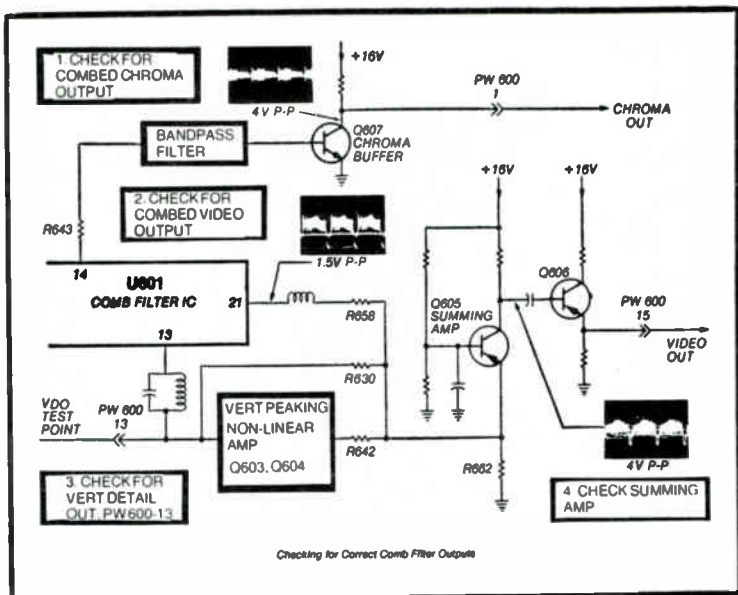 1. CHECK FOR
COMBED CHROMA
OUTPUT
+16V
4V P-P
PW 600
1
CHROMA
OUT
Q607
CHROMA
BUFFER
BANDPASS
FILTER
2. CHECK FOR
COMBED VIDEO
OUTPUT
R643
1.5V P-P
+16V
+16V
14
U601
COMB FILTER IC
21
13
R658
Q605
SUMMING
AMP
Q606
PW 600
15
VIDEO
OUT
R630
VDO
TEST
POINT
PW 600
13
VERT PEAKING
NON-LINEAR
AMP
Q603, Q604
R642
R662
4V P-P
3. CHECK FOR
VERT DETAIL
OUT, PW600-13
4. CHECK SUMMING
AMP
Checking for Correct Comb Filter Outputs